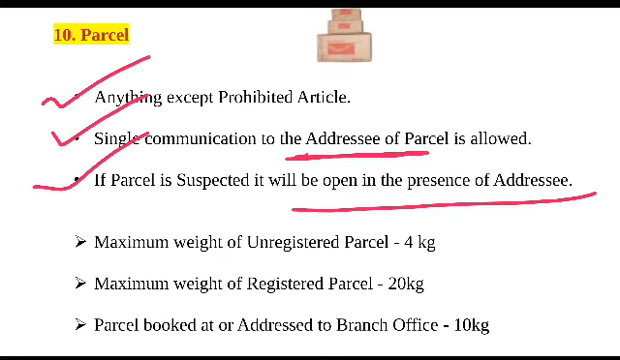 10. Parcel
• Anything except Prohibited Article.
• Single communication to the Addressee of Parcel is allowed.
• If Parcel is Suspected it will be open in the presence of Addressee.
➢ Maximum weight of Unregistered Parcel - 4 kg
➢ Maximum weight of Registered Parcel - 20kg
➢ Parcel booked at or Addressed to Branch Office - 10kg